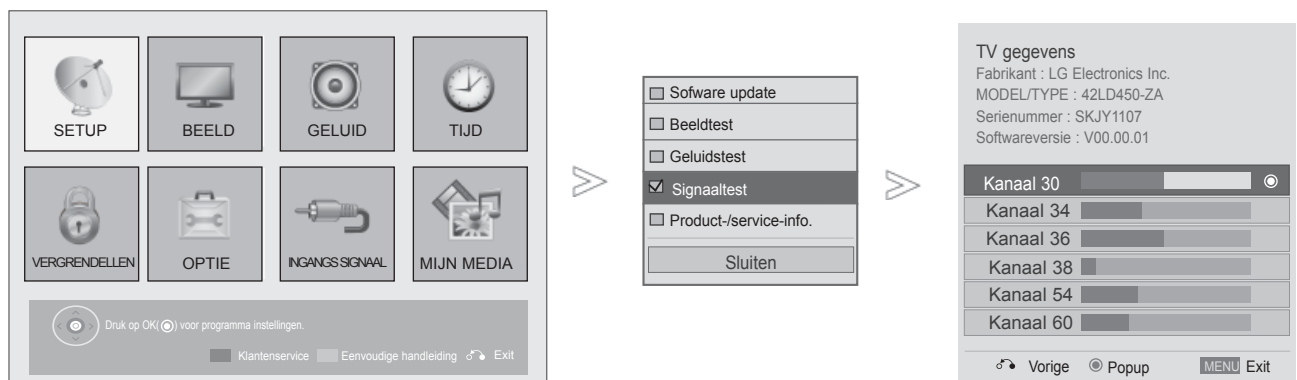 SETUP
BEELD
GELUID
TIJD
VERGRENDELLEN
OPTIE
INGANGS SIGNAAL
MIJN MEDIA
Druk op OK(◉) voor programma instellingen.
Klantenservice Eenvoudige handleiding Exit
Sofware update
Beeldtest
Geluidstest
Signaaltest
Product-/service-info.
Sluiten
TV gegevens
Fabrikant : LG Electronics Inc.
MODEL/TYPE : 42LD450-ZA
Serienummer : SKJY1107
Softwareversie : V00.00.01
Kanaal 30
Kanaal 34
Kanaal 36
Kanaal 38
Kanaal 54
Kanaal 60
Vorige Popup MENU Exit